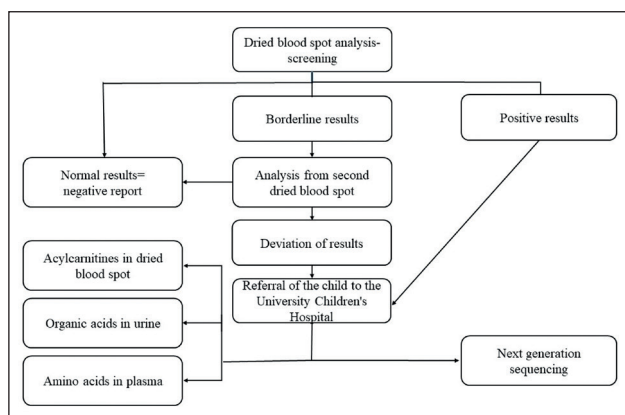 Dried blood spot analysis-
screening
Borderline results
Positive results
Normal results=
negative report
Analysis from second
dried blood spot
Deviation of results
Acylcarnitines in dried
blood spot
Referral of the child to the
University Children's
Hospital
Organic acids in urine
Next generation
sequencing
Amino acids in plasma